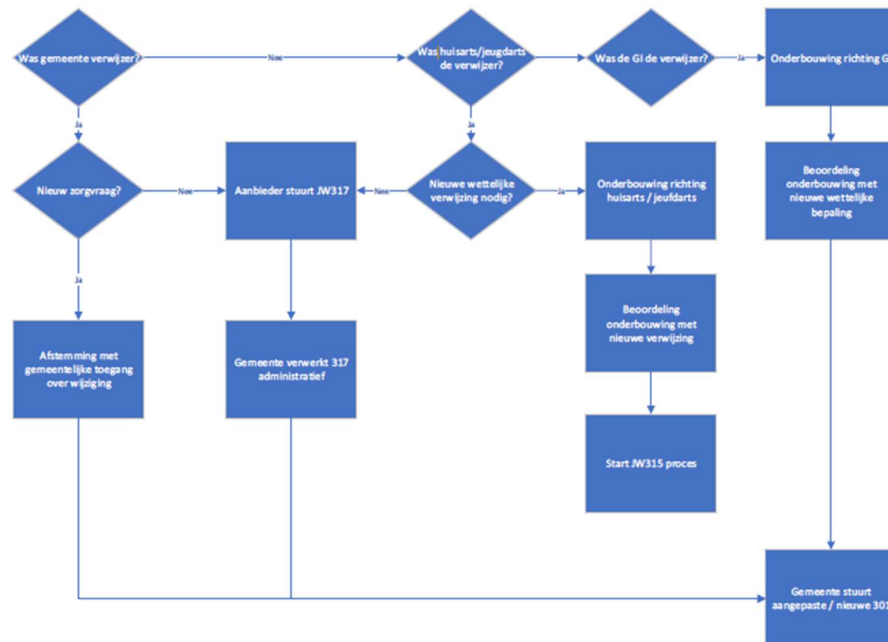 Was gemeente verwijzer?
Nee
Was huisarts/jeugdarts
de verwijzer?
Was de GI de verwijzer?
Ja
Onderbouwing richting G
Ja
Ja
Nieuw zorgvraag?
Nee
Aanbieder stuurt JW317
Nee
Nieuwe wettelijke
verwijzing nodig?
Ja
Onderbouwing richting
huisarts / jeufdarts
Beoordeling
onderbouwing met
nieuwe wettelijke
bepaling
Ja
Afstemming met
gemeentelijke toegang
over wijziging
Gemeente verwerkt 317
administratief
Beoordeling
onderbouwing met
nieuwe verwijzing
Start JW315 proces
Gemeente stuurt
aangepaste / nieuwe 301